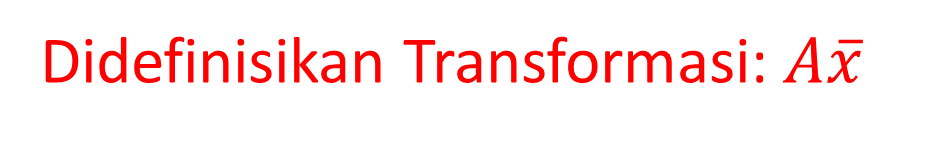 Didefinisikan Transformasi: 𝐴x̅